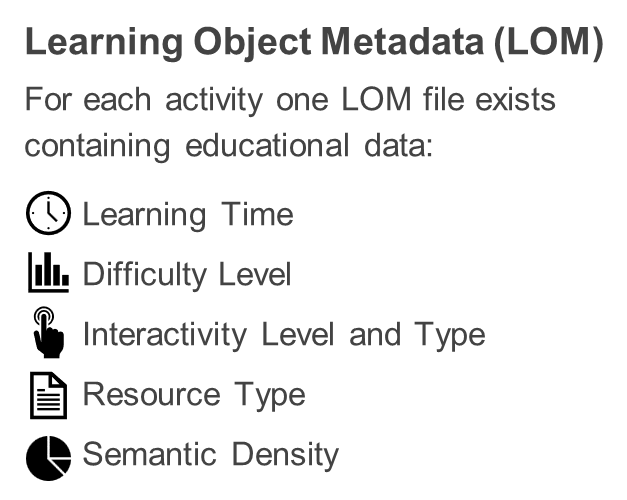 Learning Object Metadata (LOM)
For each activity one LOM file exists
containing educational data:
Learning Time
Difficulty Level
Interactivity Level and Type
Resource Type
Semantic Density